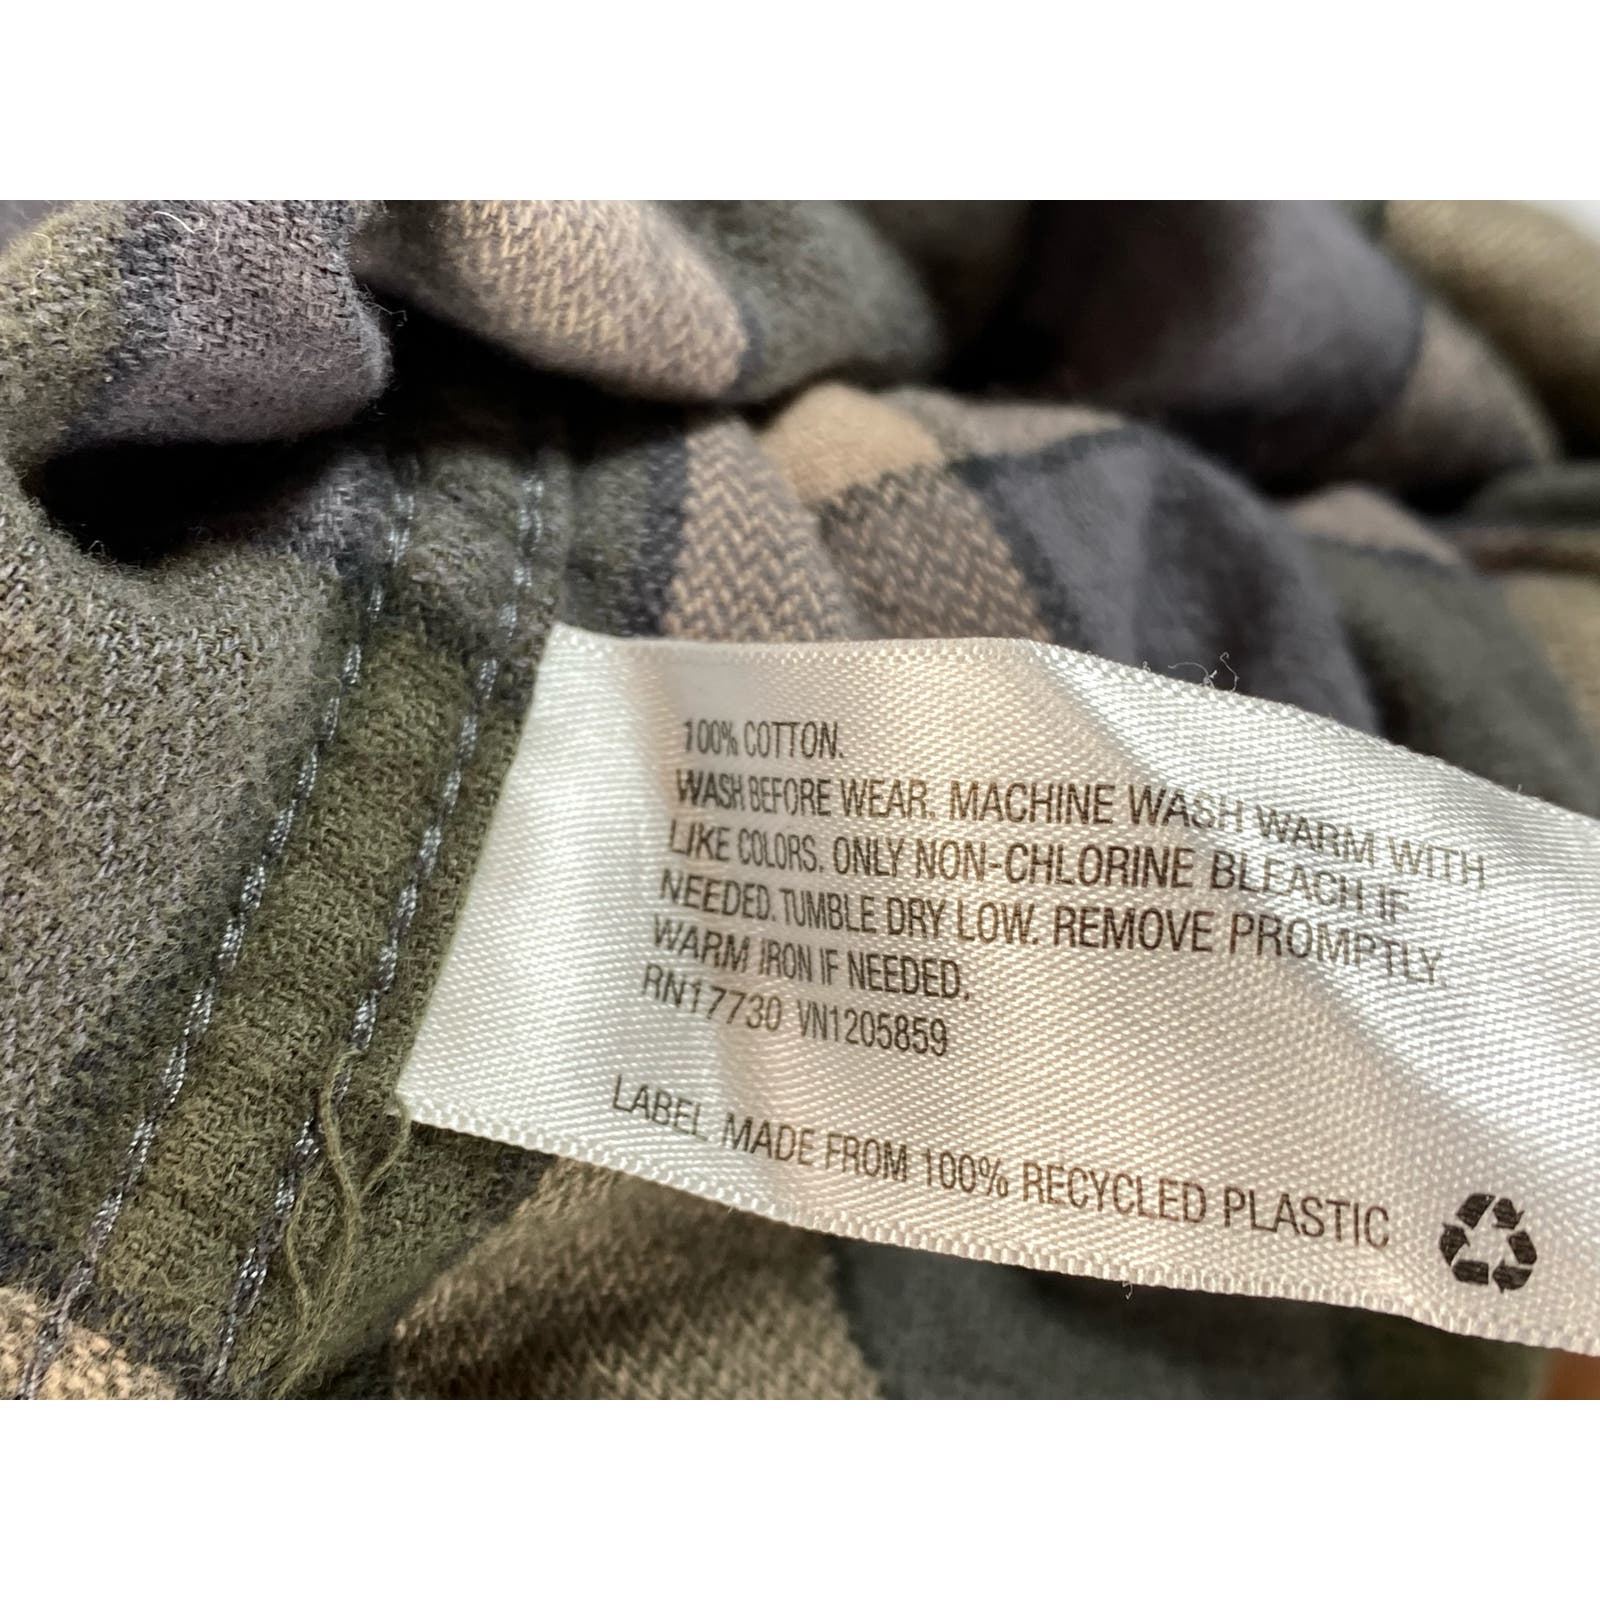 100% COTTON.
WASH BEFORE WEAR. MACHINE WASH WARM WITH
LIKE COLORS. ONLY NON-CHLORINE BLEACH IF
NEEDED. TUMBLE DRY LOW. REMOVE PROMPTLY.
WARM IRON IF NEEDED.
RN17730 VN1205859
LABEL MADE FROM 100% RECYCLED PLASTIC